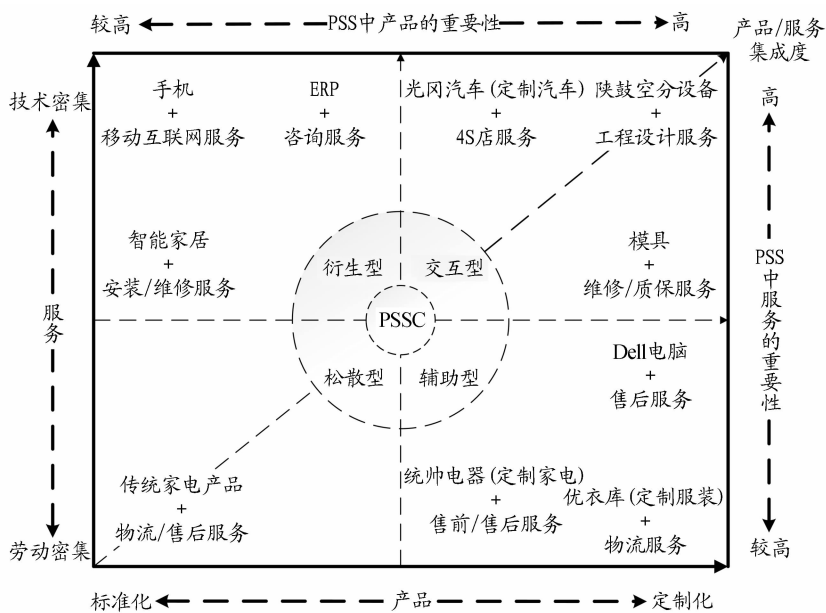 PSS中产品的重要性
较高
高
产品/服务
集成度
技术密集
手机
+
移动互联网服务
ERP
+
咨询服务
光冈汽车(定制汽车)
+
4S店服务
陕鼓空分设备
+
工程设计服务
高
智能家居
+
安装/维修服务
衍生型
交互型
模具
+
维修/质保服务
服务
PSSC
PSS中服务的重要性
松散型
辅助型
Dell电脑
+
售后服务
传统家电产品
+
物流/售后服务
统帅电器(定制家电)
+
售前/售后服务
优衣库(定制服装)
+
物流服务
劳动密集
较高
标准化
产品
定制化